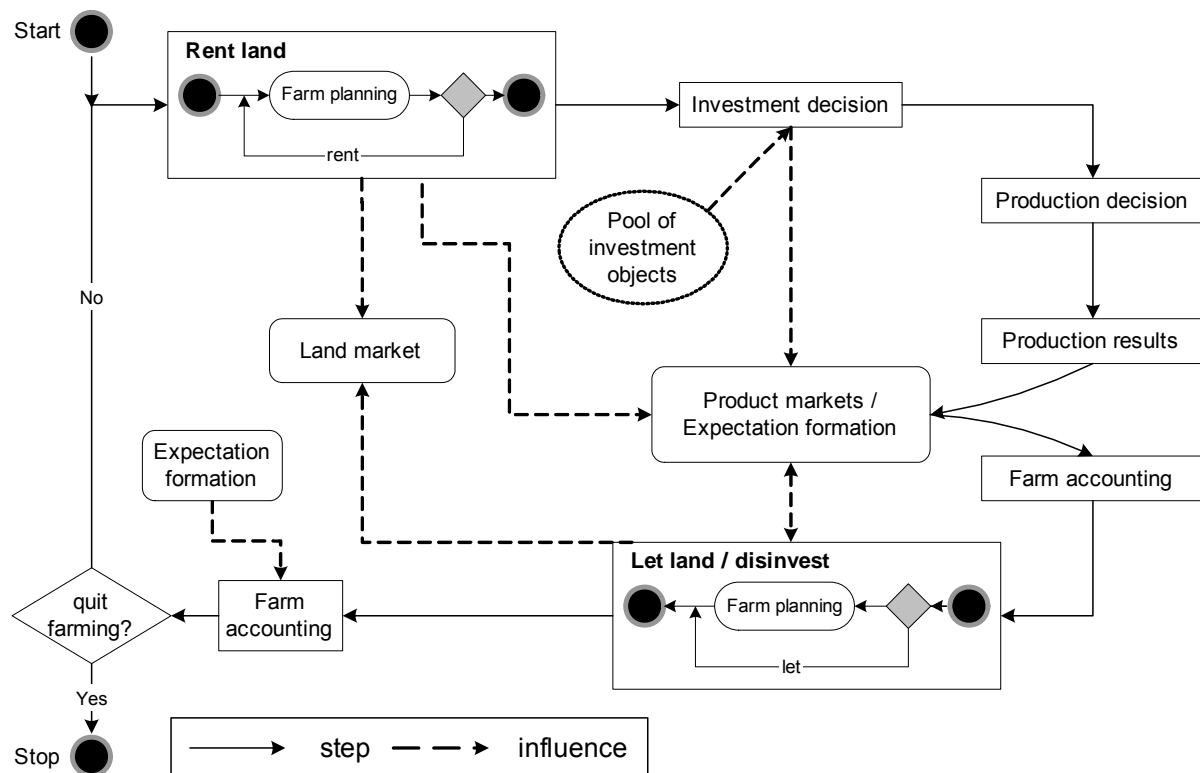 Start
Rent land
Farm planning
rent
Investment decision
Production decision
Pool of
investment
objects
No
Land market
Production results
Product markets /
Expectation formation
Expectation
formation
Farm accounting
Let land / disinvest
Farm planning
let
quit
farming?
Farm
accounting
Yes
Stop
step
influence